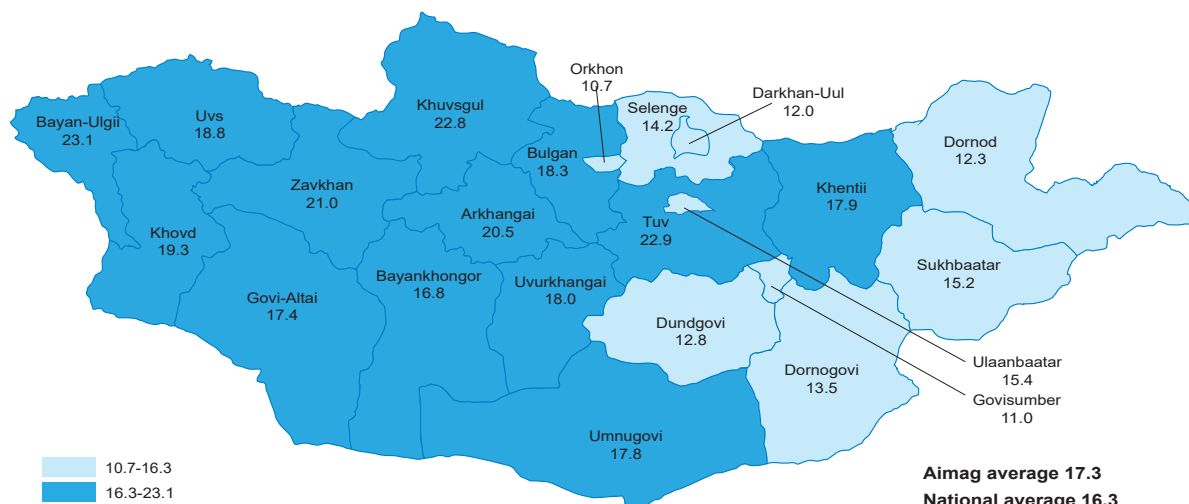 Orkhon
10.7
Darkhan-Uul
12.0
Khuvsgul
22.8
Selenge
14.2
Uvs
18.8
Bayan-Ulgii
23.1
Bulgan
18.3
Dornod
12.3
Zavkhan
21.0
Khentii
17.9
Arkhangai
20.5
Tuv
22.9
Khovd
19.3
Sukhbaatar
15.2
Bayankhongor
16.8
Uvurkhangai
18.0
Govi-Altai
17.4
Dundgovi
12.8
Dornogovi
13.5
Ulaanbaatar
15.4
Govisumber
11.0
Umnugovi
17.8
10.7-16.3
16.3-23.1
Aimag average 17.3
National average 16.3